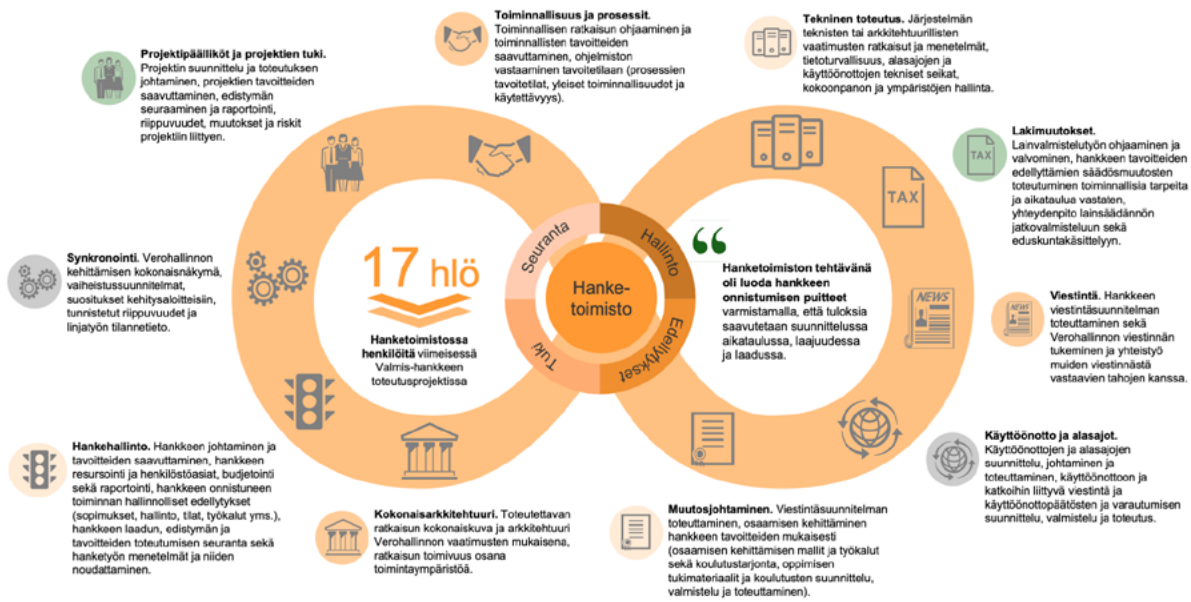 Toiminnallisuus ja prosessit.
Toiminnallisen ratkaisun ohjaaminen ja
toiminnallisten tavoitteiden
saavuttaminen, ohjelmiston
vastaaminen tavoitetilaan (prosessien
tavoitetilat, yleiset toiminnallisuudet ja
käytettävyys).
Tekninen toteutus. Järjestelmän
teknisten tai arkkitehtuurillisten
vaatimusten ratkaisut ja menetelmät,
tietoturvallisuus, alasajojen ja
käyttöönottojen tekniset seikat,
kokoonpanon ja ympäristöjen hallinta.
Projektipäälliköt ja projektien tuki.
Projektin suunnittelu ja toteutuksen
johtaminen, projektien tavoitteiden
saavuttaminen, edistymän
seuraaminen ja raportointi,
riippuvuudet, muutokset ja riskit
projektiin liittyen.
Lakimuutokset.
Lainvalmistelutyön ohjaaminen ja
valvominen, hankkeen tavoitteiden
edellyttämien säädösmuutosten
toteutuminen toiminnallisia tarpeita
ja aikataulua vastaten,
yhteydenpito lainsäädännön
jatkovalmisteluun sekä
eduskuntakäsittelyyn.
TAX
TAX
Synkronointi. Verohallinnon
kehittämisen kokonaisnäkymä,
vaiheistussuunnitelmat,
suositukset kehitysaloitteisiin,
tunnistetut riippuvuudet ja
linjatyön tilannetieto.
17 hlö
Hanketoimistossa
henkilöitä viimeisessä
Valmis-hankkeen
toteutusprojektissa
Seuranta
Hallinto
Tuki
Edellytykset
Hanke-
toimisto
Hanketoimiston tehtävänä
oli luoda hankkeen
onnistumisen puitteet
varmistamalla, että tuloksia
saavutetaan suunnittelussa
aikataulussa, laajuudessa
ja laadussa.
NEWS
NEWS
Viestintä. Hankkeen
viestintäsuunnitelman
toteuttaminen sekä
Verohallinnon viestinnän
tukeminen ja yhteistyö
muiden viestinnästä
vastaavien tahojen kanssa.
Hankehallinto. Hankkeen johtaminen ja
tavoitteiden saavuttaminen, hankkeen
resursointi ja henkilöstöasiat, budjetointi
sekä raportointi, hankkeen onnistuneen
toiminnan hallinnolliset edellytykset
(sopimukset, hallinto, tilat, työkalut yms.),
hankkeen laadun, edistymän ja
tavoitteiden toteutumisen seuranta sekä
hanketyön menetelmät ja niiden
noudattaminen.
Kokonaisarkkitehtuuri. Toteutettavan
ratkaisun kokonaiskuva ja arkkitehtuuri
Verohallinnon vaatimusten mukaisena,
ratkaisun toimivuus osana
toimintaympäristöä.
Muutosjohtaminen. Viestintäsuunnitelman
toteuttaminen, osaamisen kehittäminen
hankkeen tavoitteiden mukaisesti
(osaamisen kehittämisen mallit ja työkalut
sekä koulutustarjonta, oppimisen
tukimateriaalit ja koulutusten suunnittelu,
valmistelu ja toteuttaminen).
Käyttöönotto ja alasajot.
Käyttöönottojen ja alasajojen
suunnittelu, johtaminen ja
toteuttaminen, käyttöönottoon ja
katkoihin liittyvä viestintä ja
käyttöönottopäätösten ja varautumisen
suunnittelu, valmistelu ja toteutus.